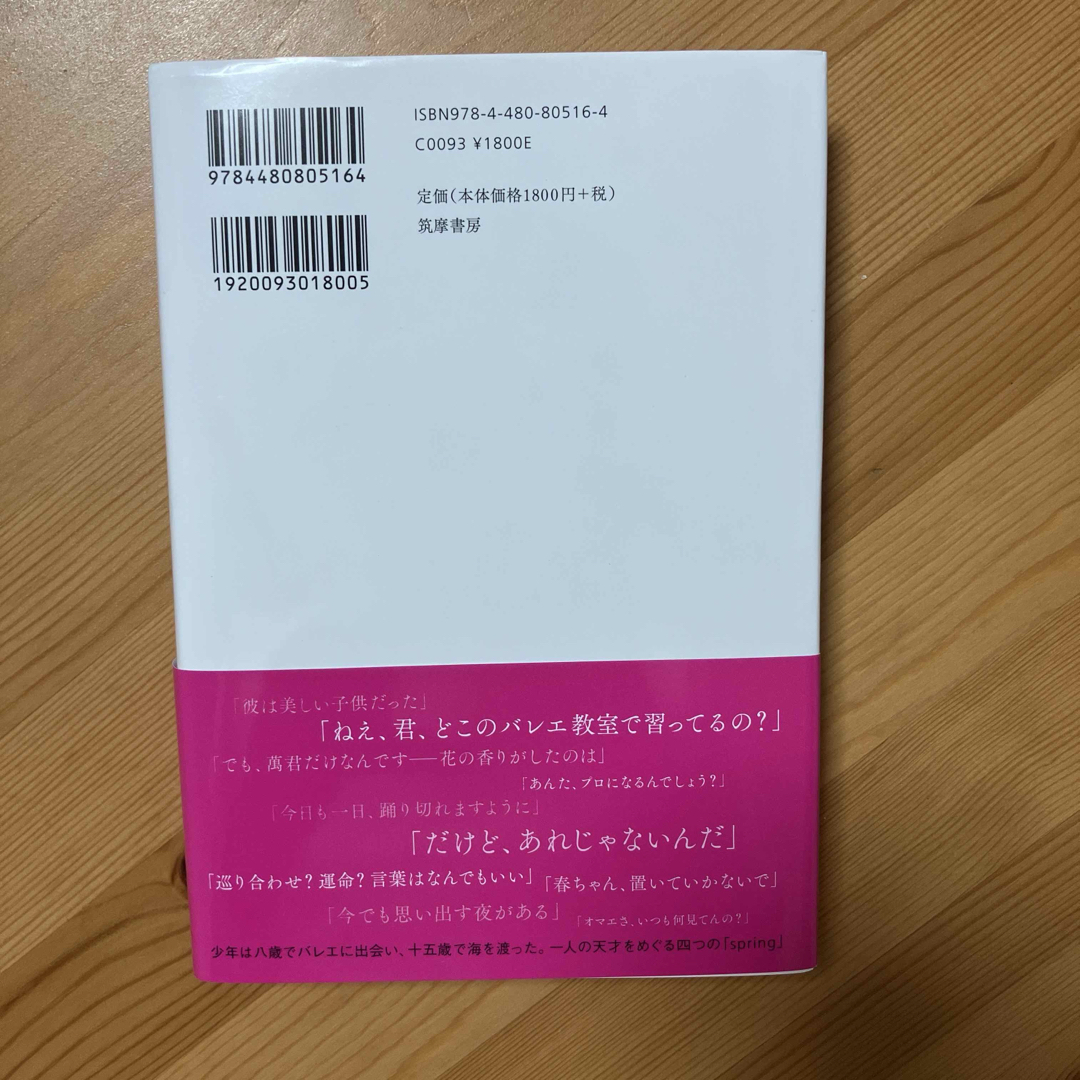 ISBN978-4-480-80516-4
C0093 ¥1800E
9784480805164
定価（本体価格1800円＋税）
筑摩書房
1920093018005
「彼は美しい子供だった」
「ねえ、君、どこのバレエ教室で習ってるの？」
「でも、萬君だけなんです──花の香りがしたのは」
「あんた、プロになるんでしょう？」
「今日も一日、踊り切れますように」
「だけど、あれじゃないんだ」
「巡り合わせ？運命？言葉はなんでもいい」
「春ちゃん、置いていかないで」
「今でも思い出す夜がある」
「オマエさ、いつも何見てんの？」
少年は八歳でバレエに出会い、十五歳で海を渡った。一人の天才をめぐる四つの「spring」